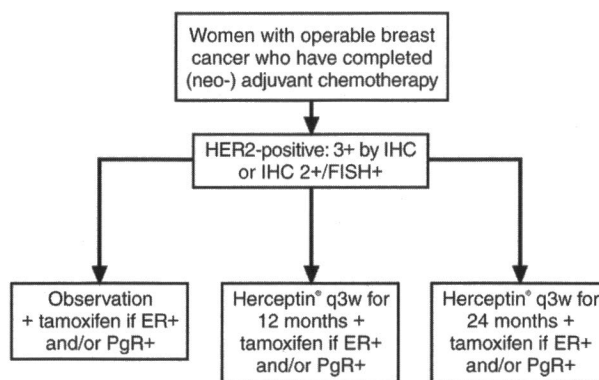 Women with operable breast
cancer who have completed
(neo-) adjuvant chemotherapy
HER2-positive: 3+ by IHC
or IHC 2+/FISH+
Observation
+ tamoxifen if ER+
and/or PgR+
Herceptin® q3w for
12 months +
tamoxifen if ER+
and/or PgR+
Herceptin® q3w for
24 months +
tamoxifen if ER+
and/or PgR+